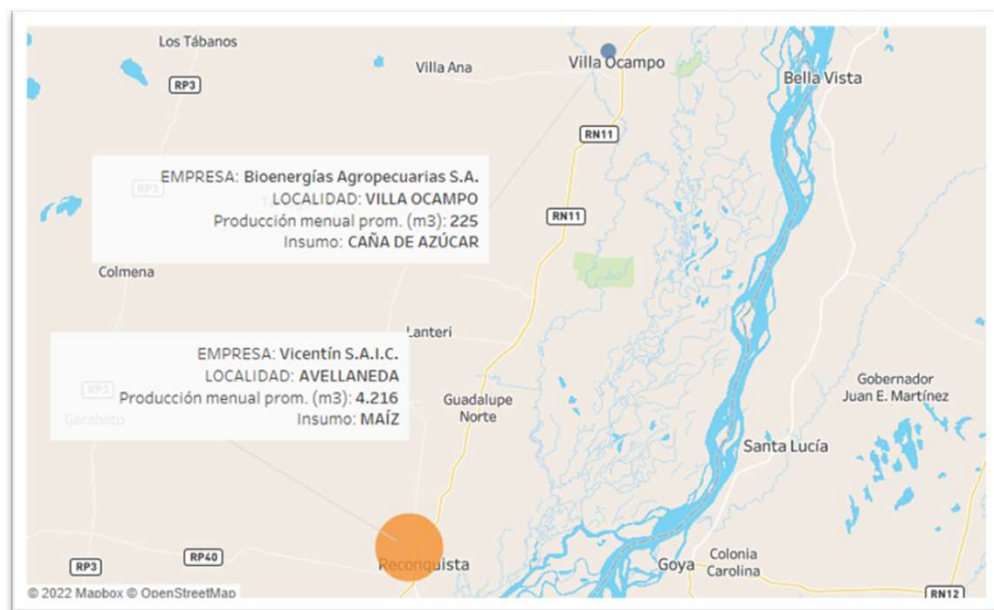 Los Tábanos
Villa Ana
Villa Ocampo
Bella Vista
RP3
RN11
EMPRESA: Bioenergías Agropecuarias S.A.
LOCALIDAD: VILLA OCAMPO
Producción menual prom. (m3): 225
Insumo: CAÑA DE AZÚCAR
RP3
RN11
Colmena
Lanteri
EMPRESA: Vicentín S.A.I.C.
LOCALIDAD: AVELLANEDA
Producción menual prom. (m3): 4.216
Insumo: MAÍZ
RP3
Garabato
Guadalupe
Norte
Gobernador
Juan E. Martínez
Santa Lucía
RP3
RP40
Reconquista
Goya
Colonia
Carolina
RN12
© 2022 Mapbox © OpenStreetMap